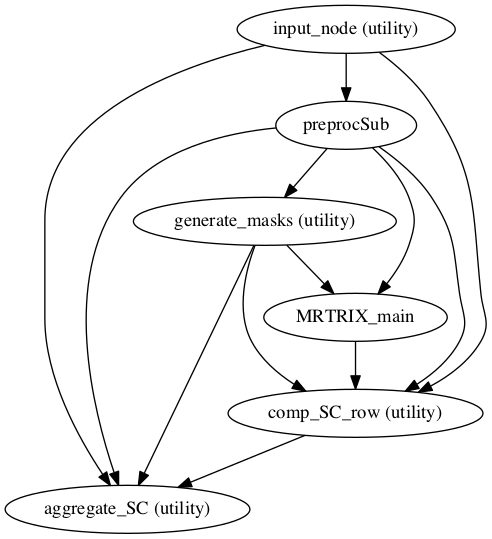 input_node (utility)
preprocSub
generate_masks (utility)
MRTRIX_main
comp_SC_row (utility)
aggregate_SC (utility)